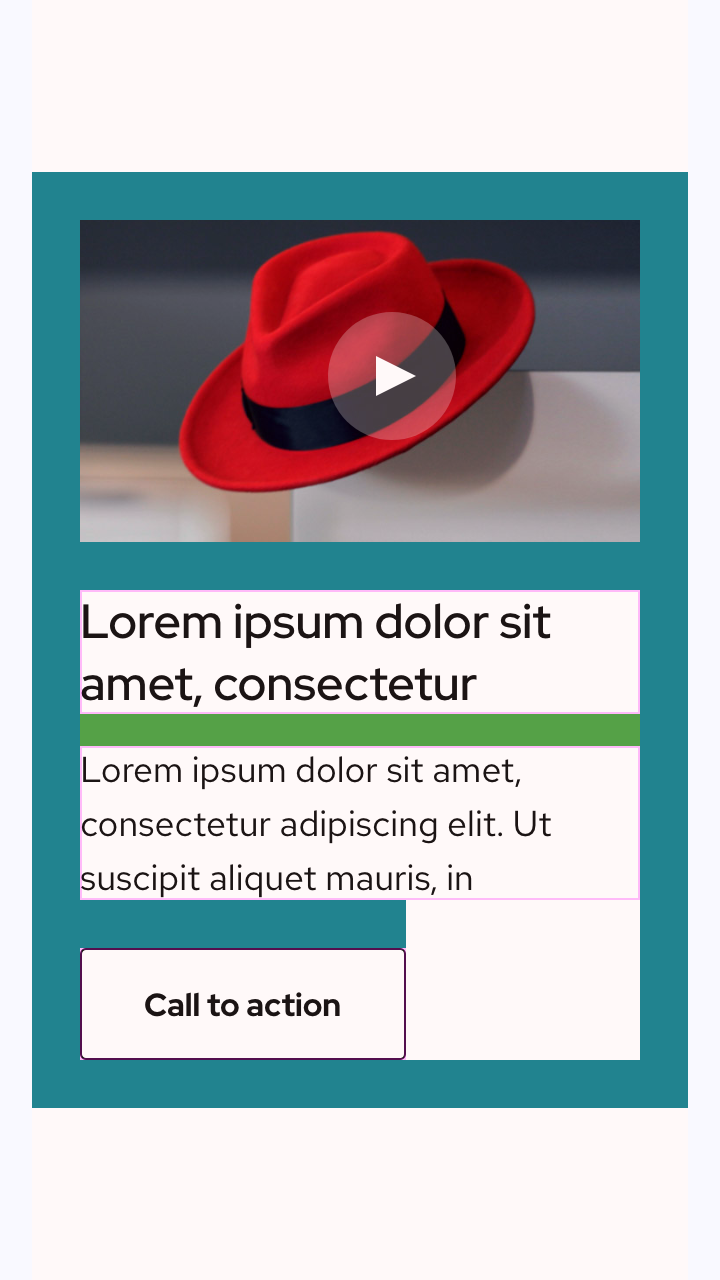 Lorem ipsum dolor sit
amet, consectetur
Lorem ipsum dolor sit amet,
consectetur adipiscing elit. Ut
suscipit aliquet mauris, in
Call to action